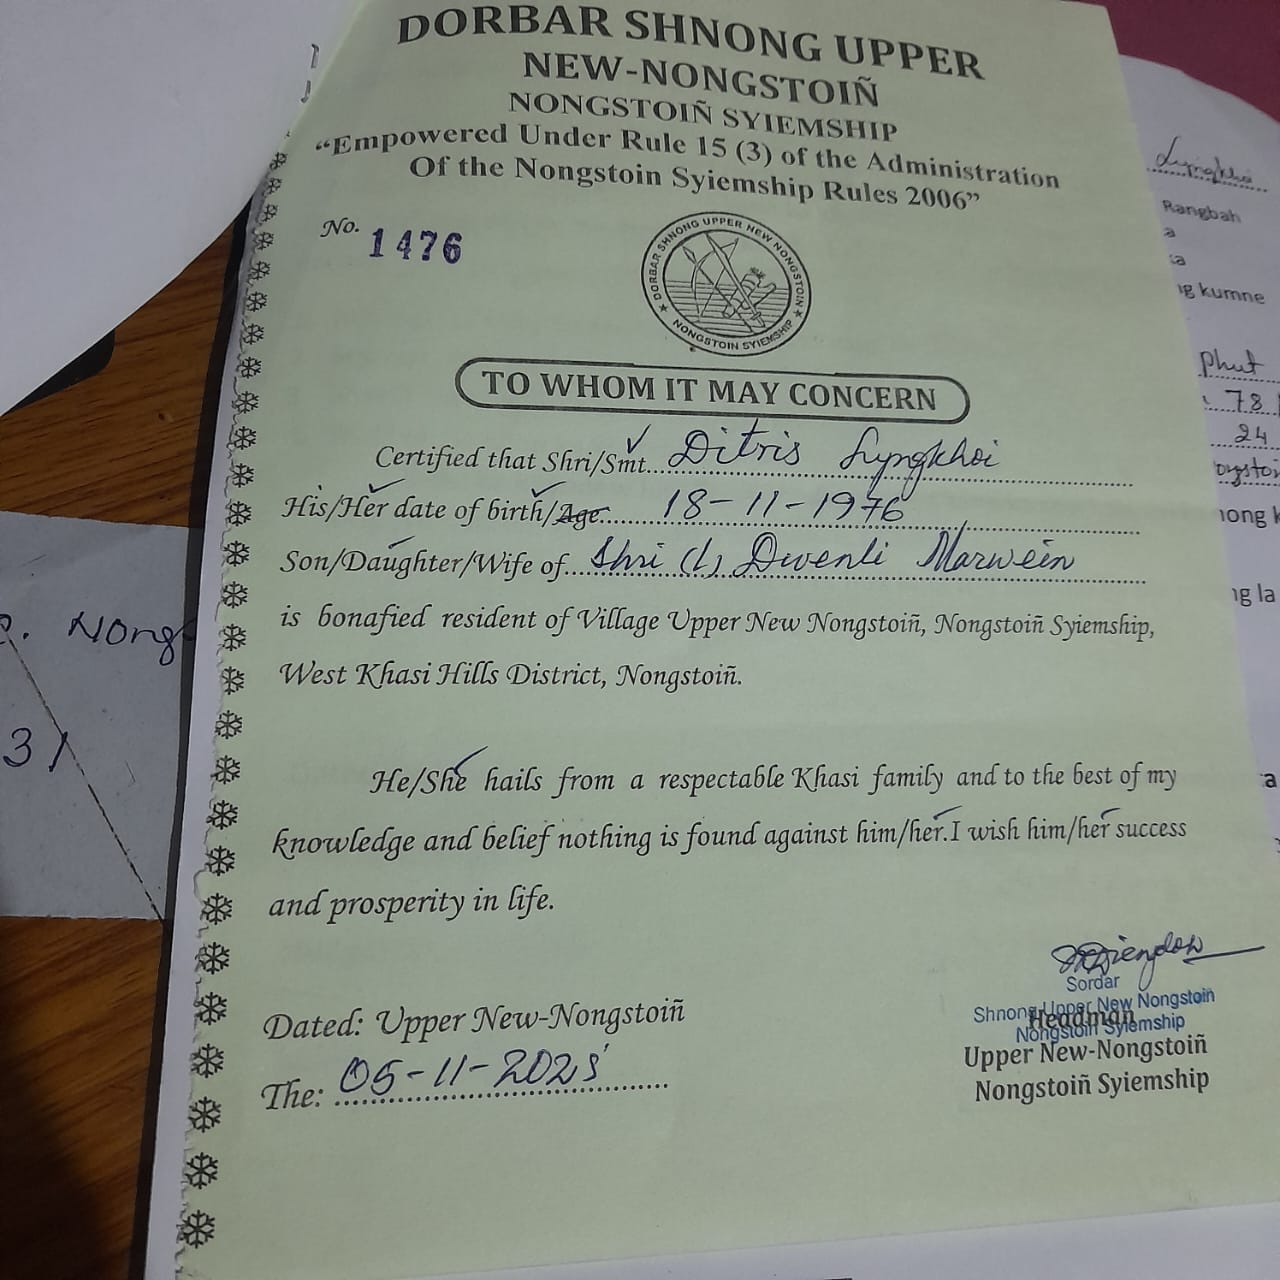 DORBAR SHNONG UPPER
NEW-NONGSTOIÑ
NONGSTOIÑ SYIEMSHIP
“Empowered Under Rule 15 (3) of the Administration
Of the Nongstoin Syiemship Rules 2006”
No. 1476
DORBAR SHNONG UPPER NEW NONGSTOIN
NONGSTOIN SYIEMSHIP
TO WHOM IT MAY CONCERN
Certified that Shri/Smt. Ditris Lyngkhoi
His/Her date of birth/Age 18-11-1976
Son/Daughter/Wife of Shri (L) Dwenli Marwein
is bonafied resident of Village Upper New Nongstoiñ, Nongstoiñ Syiemship,
West Khasi Hills District, Nongstoiñ.
He/She hails from a respectable Khasi family and to the best of my
knowledge and belief nothing is found against him/her.I wish him/her success
and prosperity in life.
Dated: Upper New-Nongstoiñ
The: 05-11-2025
Sordar
Shnong Upper New Nongstoin
Nongstoin Syiemship
Headman
Upper New-Nongstoiñ
Nongstoiñ Syiemship
Lyngkhoi
Rangbah
a
kumne
phut
78
24
31